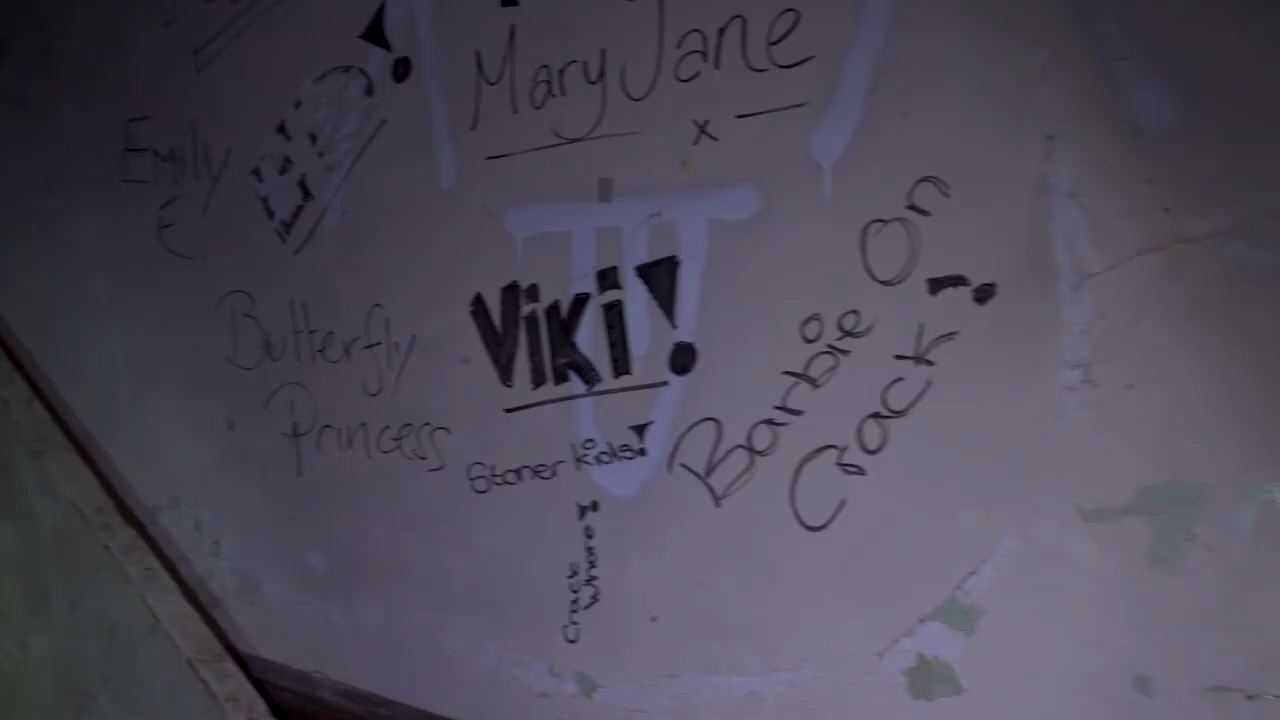 MaryJane
x
Emily
E
Butterfly
Princess
Viki!
Barbie On
Crack!
Stoner kids!
Crack
Whore